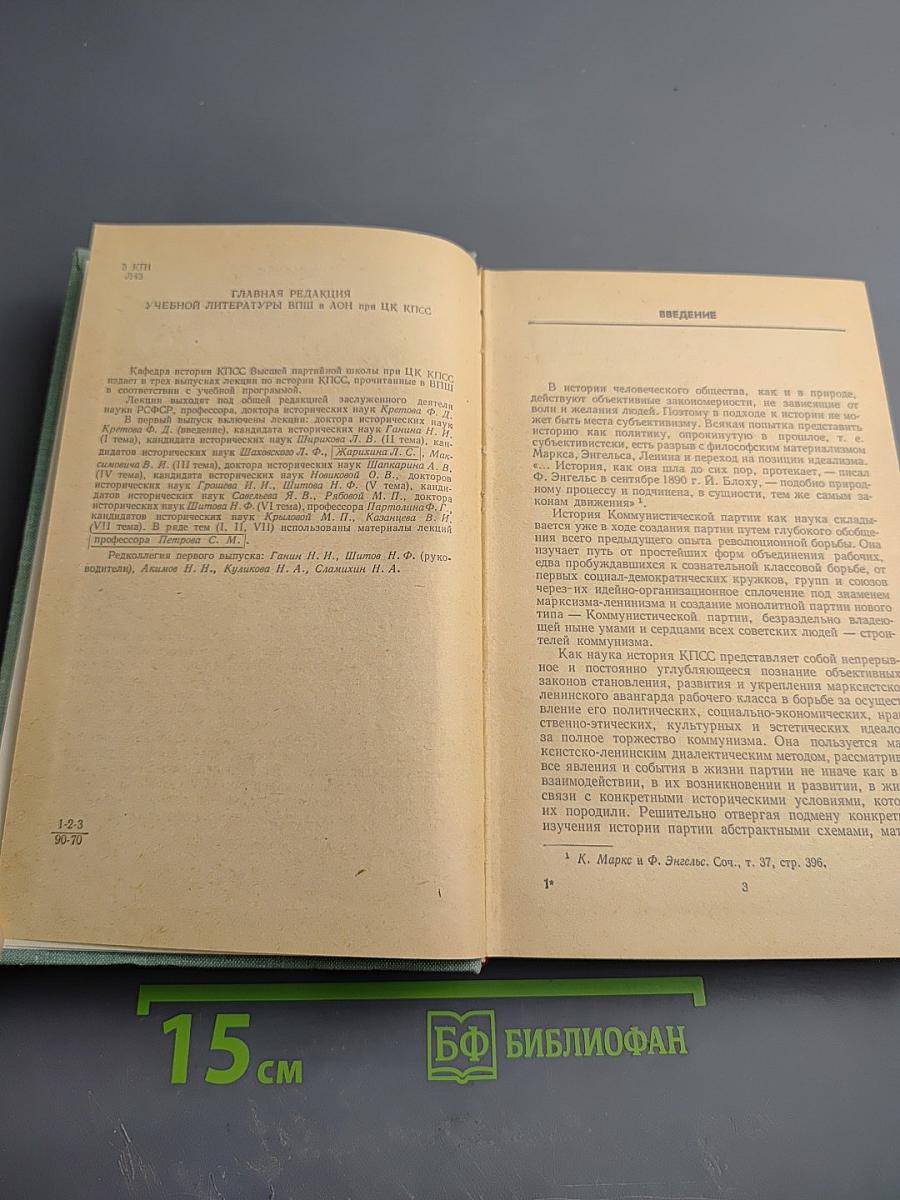 3 КПI
Л43
ГЛАВНАЯ РЕДАКЦИЯ
УЧЕБНОЙ ЛИТЕРАТУРЫ ВПШ и АОН при ЦК КПСС
Кафедра истории КПСС Высшей партийной школы при ЦК КПСС
издает в трех выпусках лекции по истории КПСС, прочитанные в ВПШ
в соответствии с учебной программой.
Лекции выходят под общей редакцией заслуженного деятеля
науки РСФСР, профессора, доктора исторических наук Кретова Ф. Д.
В первый выпуск включены лекции: доктора исторических наук
Кретова Ф. Д. (введение), кандидата исторических наук Ганина Н. И.
(I тема), кандидата исторических наук Ширикова Л. В. (II тема), кан-
дидатов исторических наук Шаховского Л. Ф., Жарихина Л. С., Мак-
симовича В. И. (III тема), доктора исторических наук Шапкарина А. В.
(IV тема), кандидата исторических наук Новиковой О. В., докторов
исторических наук Грошева И. И., Шитова Н. Ф. (V тема), канди-
датов исторических наук Савельева Я. В., Рябовой М. П., доктора
исторических наук Шитова Н. Ф. (VI тема), профессора Партолина Ф. Г.,
кандидатов исторических наук Крыловой М. П., Казанцева В. И.
(VII тема). В ряде тем (I, II, VII) использованы материалы лекций
профессора Петрова С. М.
Редколлегия первого выпуска: Ганин Н. И., Шитов Н. Ф. (руко-
водители), Акимов Н. Н., Куликова Н. А., Сламихин Н. А.
1-2-3
90-70
ВВЕДЕНИЕ
В истории человеческого общества, как и в природе,
действуют объективные закономерности, не зависящие от
воли и желания людей. Поэтому в подходе к истории не мо-
жет быть места субъективизму. Всякая попытка представить
историю как политику, опрокинутую в прошлое, т. е.
субъективистски, есть разрыв с философским материализмом
Маркса, Энгельса, Ленина и переход на позиции идеализма.
«... История, как она шла до сих пор, протекает, — писал
Ф. Энгельс в сентябре 1890 г. Й. Блоху, — подобно природ-
ному процессу и подчинена, в сущности, тем же самым за-
конам движения» 1.
История Коммунистической партии как наука склады-
вается уже в ходе создания партии путем глубокого обобще-
ния всего предыдущего опыта революционной борьбы. Она
изучает путь от простейших форм объединения рабочих,
едва пробуждавшихся к сознательной классовой борьбе, от
первых социал-демократических кружков, групп и союзов
через их идейно-организационное сплочение под знаменем
марксизма-ленинизма и создание монолитной партии нового
типа — Коммунистической партии, безраздельно владею-
щей ныне умами и сердцами всех советских людей — строи-
телей коммунизма.
Как наука история КПСС представляет собой непрерыв-
ное и постоянно углубляющееся познание объективных
законов становления, развития и укрепления марксистско
ленинского авангарда рабочего класса в борьбе за осущест
вление его политических, социально-экономических, нрав
ственно-этических, культурных и эстетических идеало
за полное торжество коммунизма. Она пользуется ма
ксистско-ленинским диалектическим методом, рассматрив
все явления и события в жизни партии не иначе как в
взаимодействии, в их возникновении и развитии, в жи
связи с конкретными историческими условиями, кото
их породили. Решительно отвергая подмену конкретн
изучения истории партии абстрактными схемами, мат
1 К. Маркс и Ф. Энгельс. Соч., т. 37, стр. 396.
1*
3
15 см
БФ БИБЛИОФАН